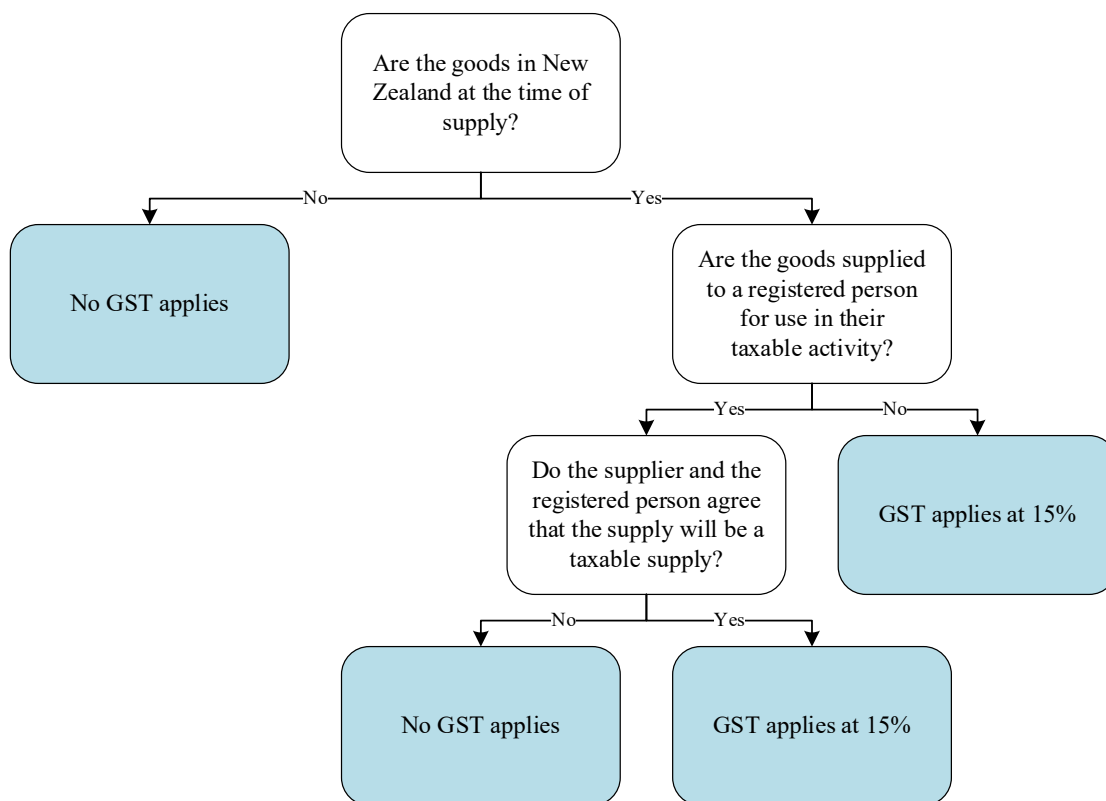 Are the goods in New
Zealand at the time of
supply?
No
Yes
No GST applies
Are the goods supplied
to a registered person
for use in their
taxable activity?
Yes
No
Do the supplier and the
registered person agree
that the supply will be a
taxable supply?
GST applies at 15%
No
Yes
No GST applies
GST applies at 15%